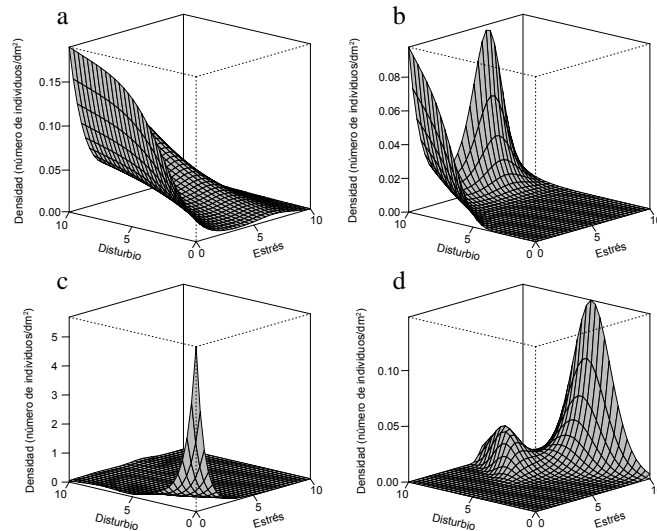 a
b
Densidad (número de individuos/dm²)
0.15
0.10
0.05
0.00
10
5
0
Disturbio
0
5
10
Estrés
Densidad (número de individuos/dm²)
0.08
0.06
0.04
0.02
0.00
10
5
0
Disturbio
0
5
10
Estrés
c
d
Densidad (número de individuos/dm²)
5
4
3
2
1
0
10
5
0
Disturbio
0
5
10
Estrés
Densidad (número de individuos/dm²)
0.10
0.05
0.00
10
5
0
Disturbio
0
5
1
Estrés